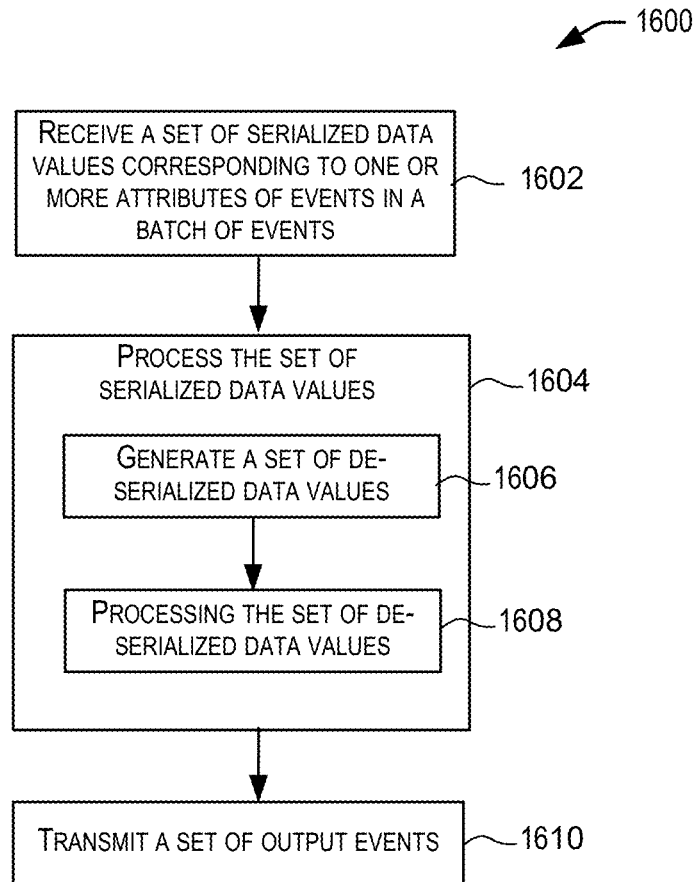 1600
RECEIVE A SET OF SERIALIZED DATA
VALUES CORRESPONDING TO ONE OR
MORE ATTRIBUTES OF EVENTS IN A
BATCH OF EVENTS
1602
PROCESS THE SET OF
SERIALIZED DATA VALUES
1604
GENERATE A SET OF DE-
SERIALIZED DATA VALUES
1606
PROCESSING THE SET OF DE-
SERIALIZED DATA VALUES
1608
TRANSMIT A SET OF OUTPUT EVENTS
1610